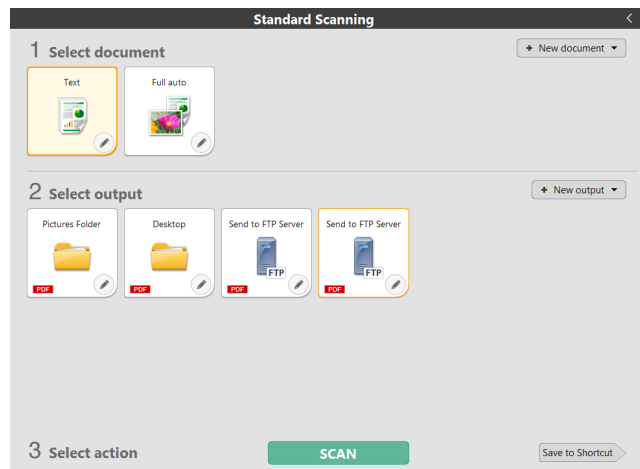 Standard Scanning
1 Select document
+ New document
Text
Full auto
2 Select output
+ New output
Pictures Folder
Desktop
Send to FTP Server
Send to FTP Server
PDF
PDF
FTP
PDF
FTP
PDF
3 Select action
SCAN
Save to Shortcut